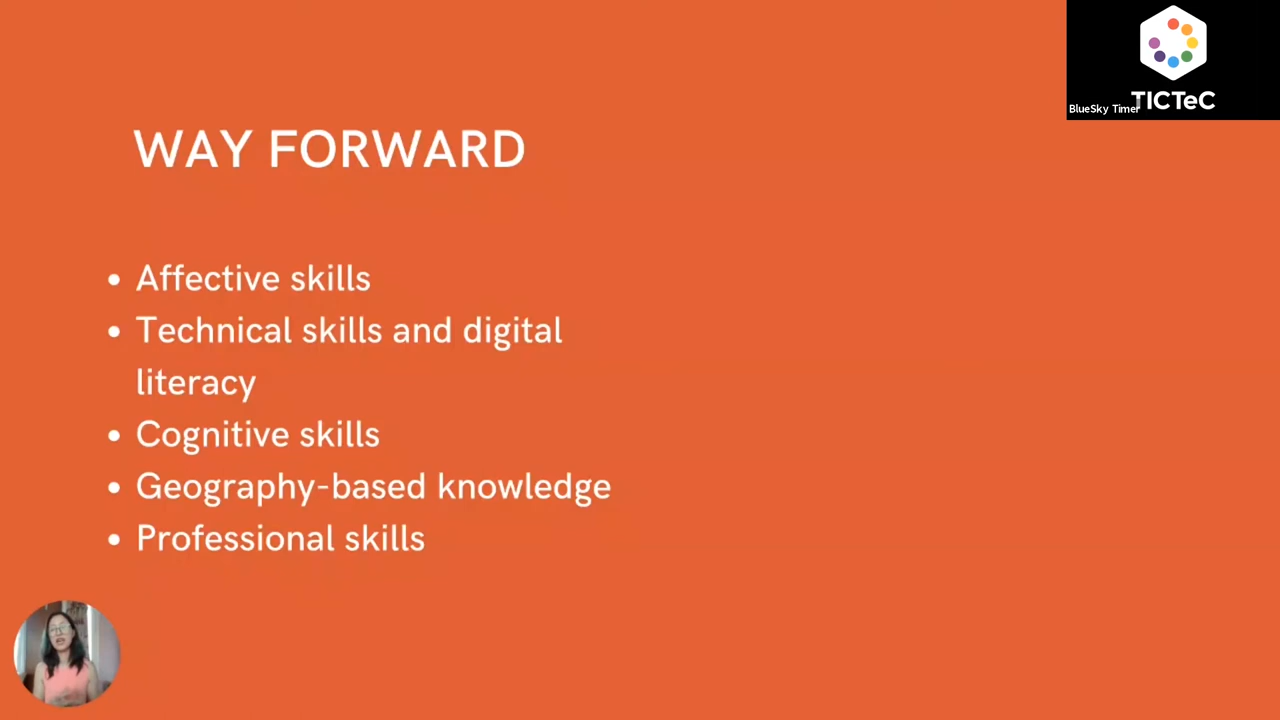 TICTeC
BlueSky Timer
WAY FORWARD
• Affective skills
• Technical skills and digital
literacy
• Cognitive skills
• Geography-based knowledge
• Professional skills